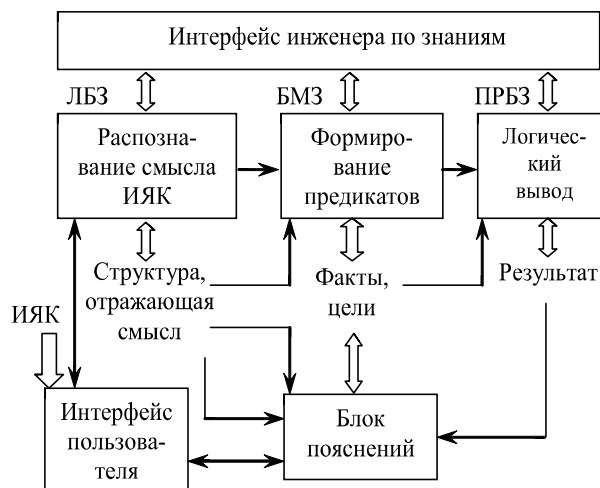 Интерфейс инженера по знаниям
ЛБЗ
БМЗ
ПРБЗ
Распозна-
вание смысла
ИЯК
Формиро-
вание
предикатов
Логичес-
кий
вывод
Структура,
отражающая
смысл
Факты,
цели
Результат
ИЯК
Интерфейс
пользова-
теля
Блок
пояснений